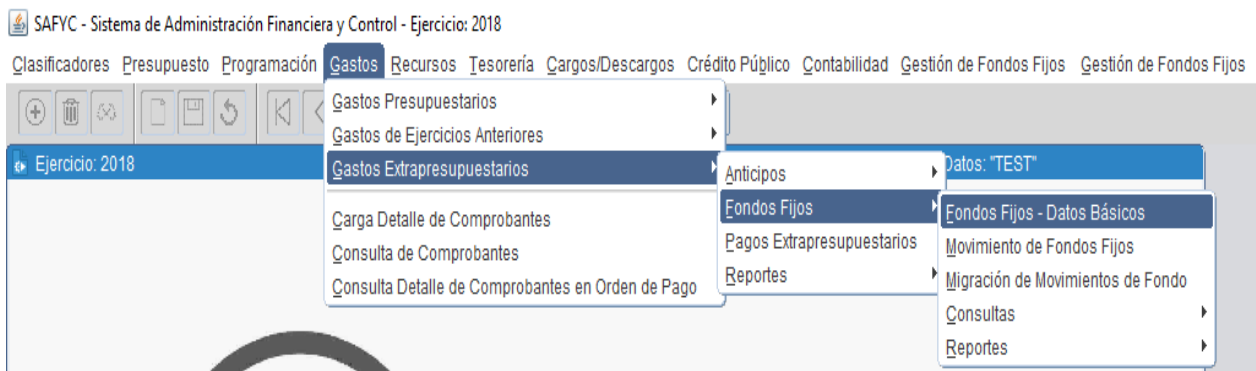 SAFYC - Sistema de Administración Financiera y Control - Ejercicio: 2018
Clasificadores Presupuesto Programación Gastos Recursos Tesorería Cargos/Descargos Crédito Público Contabilidad Gestión de Fondos Fijos Gestión de Fondos Fijos
Gastos Presupuestarios
Gastos de Ejercicios Anteriores
Gastos Extrapresupuestarios
Carga Detalle de Comprobantes
Consulta de Comprobantes
Consulta Detalle de Comprobantes en Orden de Pago
Ejercicio: 2018
Datos: "TEST"
Anticipos
Fondos Fijos
Pagos Extrapresupuestarios
Reportes
Fondos Fijos - Datos Básicos
Movimiento de Fondos Fijos
Migración de Movimientos de Fondo
Consultas
Reportes